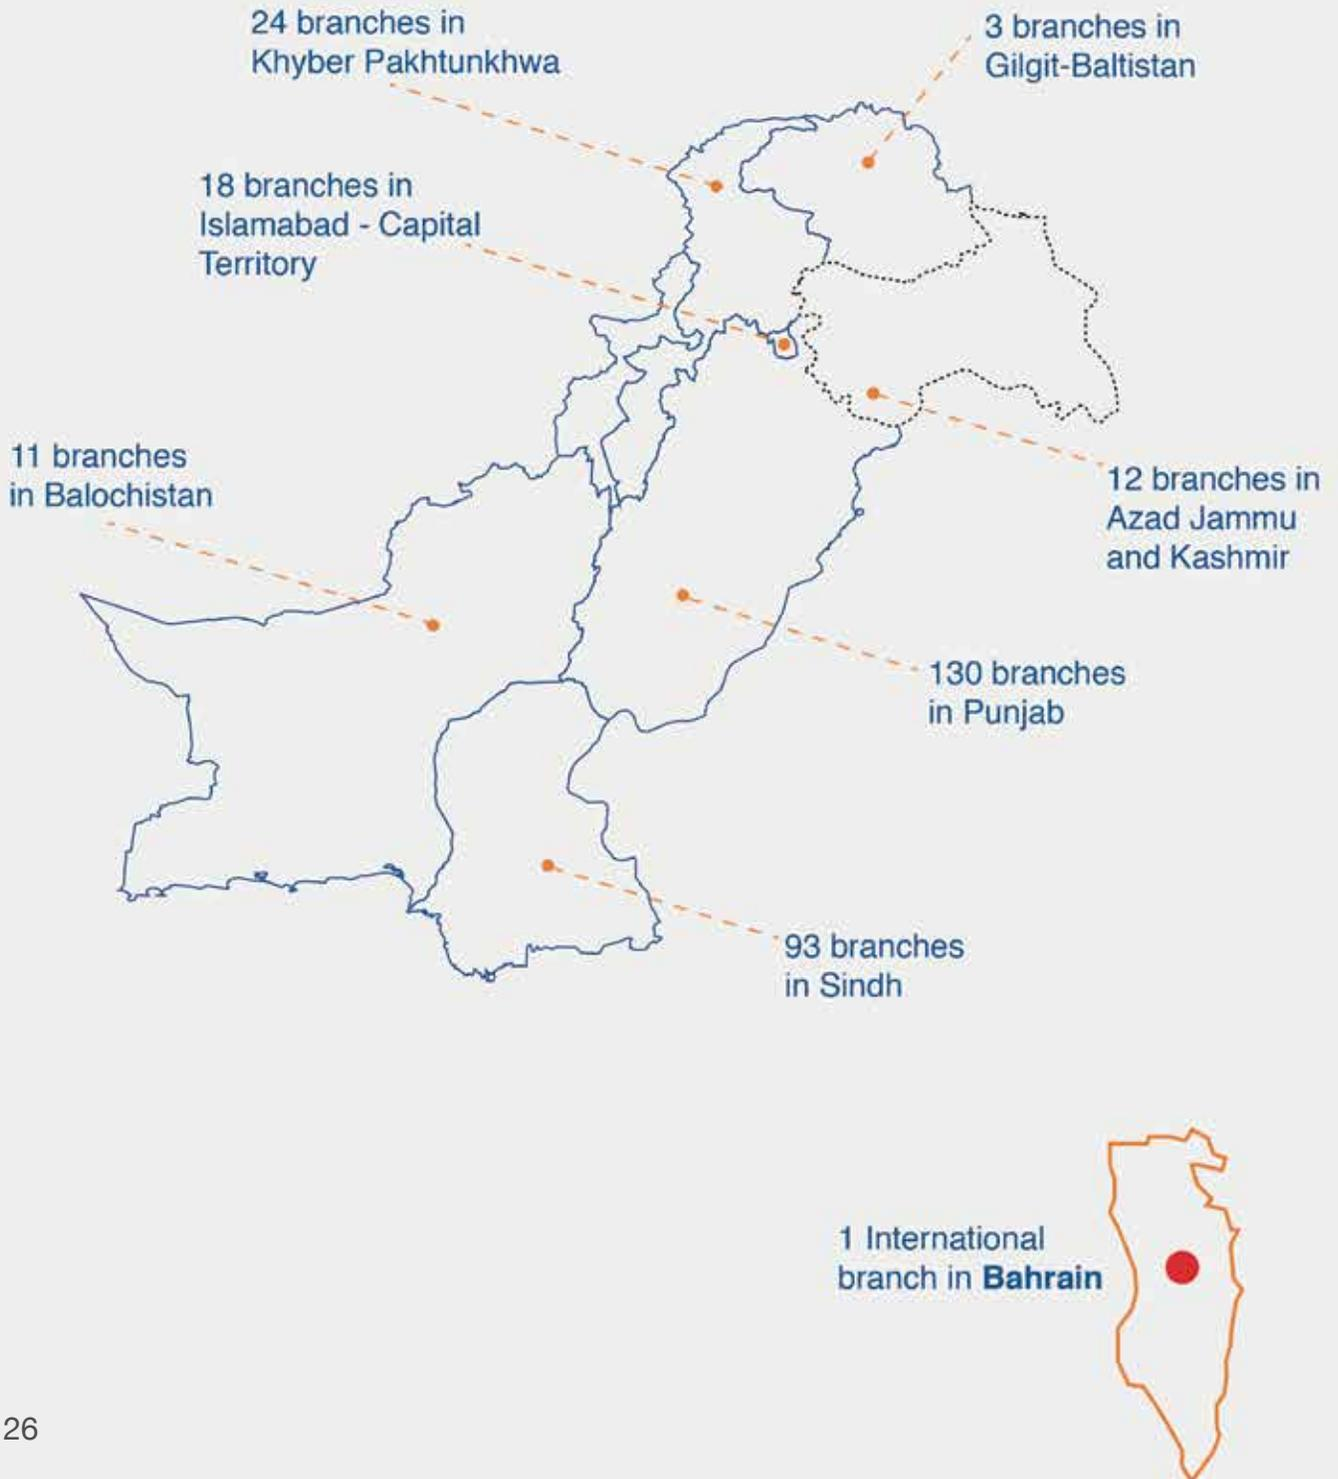 24 branches in
Khyber Pakhtunkhwa
3 branches in
Gilgit-Baltistan
18 branches in
Islamabad - Capital
Territory
11 branches
in Balochistan
12 branches in
Azad Jammu
and Kashmir
130 branches
in Punjab
93 branches
in Sindh
1 International
branch in Bahrain
26